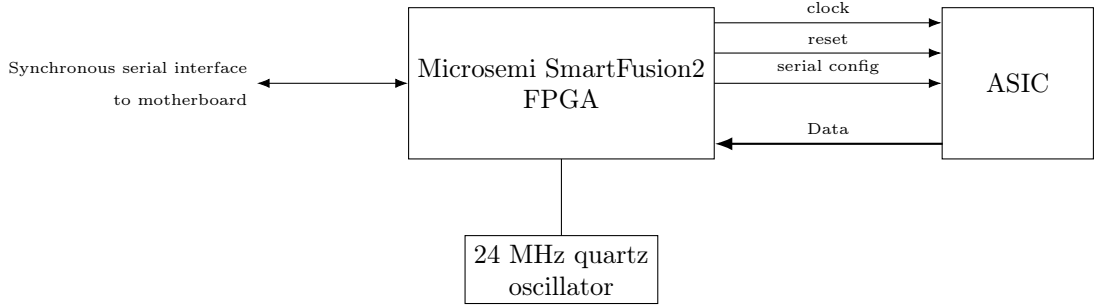 clock
reset
serial config
Synchronous serial interface
to motherboard
Microsemi SmartFusion2
FPGA
ASIC
Data
24 MHz quartz
oscillator